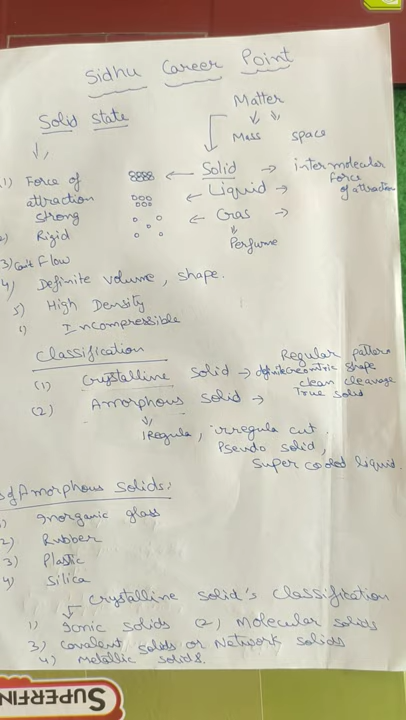 Sidhu Career Point
Matter
Solid state
Mass space
Solid → intermolecular
Force
of attraction
1) Force of
attraction
strong
Liquid →
Gas →
Perfume
2) Rigid
3) Can't Flow
4) Definite volume, shape.
5) High Density
6) Incompressible
Classification
Regular pattern
(1) Crystalline solid → definite geometric shape
clean cleavage
True solid
(2) Amorphous solid →
Irregular, irregular cut
Pseudo solid,
Super cooled liquid.
of Amorphous Solids:
1) Inorganic glass
2) Rubber
3) Plastic
4) Silica
Crystalline solid's classification
1) Ionic solids (2) Molecular solids
3) Covalent solids or Network solids
4) Metallic solids.
SUPERFIN